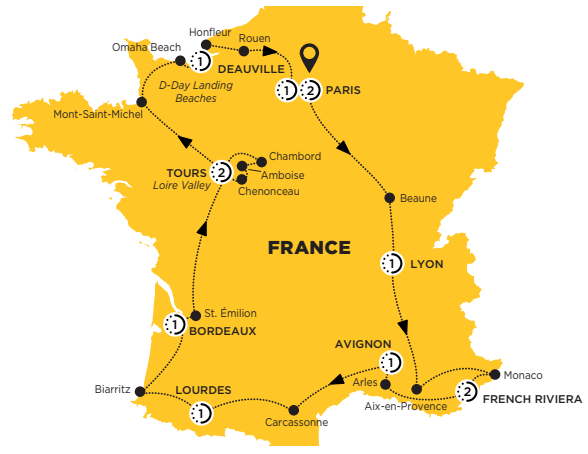 Honfleur
Rouen
Omaha Beach
1
DEAUVILLE
D-Day Landing
Beaches
1
2
PARIS
Mont-Saint-Michel
Chambord
TOURS
2
Amboise
Loire Valley
Chenonceau
Beaune
FRANCE
1
LYON
St. Émilion
1
BORDEAUX
AVIGNON
1
Monaco
Arles
Biarritz
LOURDES
2
FRENCH RIVIERA
Aix-en-Provence
1
Carcassonne